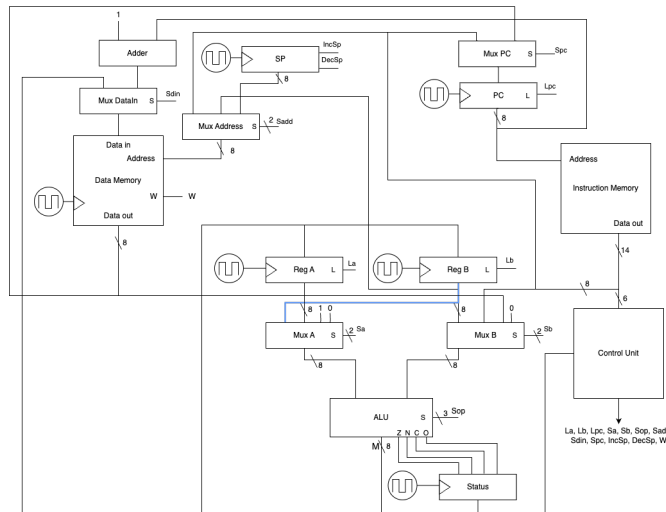 1
Adder
IncSp
SP
DecSp
8
Mux PC S Spc
PC L Lpc
8
Mux DataIn S Sdin
Mux Address S 2 Sadd
8
Data in
Address
Data Memory
W W
Data out
8
Address
Instruction Memory
Data out
14
8
6
Reg A L La
Reg B L Lb
8 1 0
8 0
Mux A S 2 Sa
Mux B S 2 Sb
8
8
Control Unit
ALU S 3 Sop
Z N C O
M 8
Status
La, Lb, Lpc, Sa, Sb, Sop, Sad
Sdin, Spc, IncSp, DecSp, W